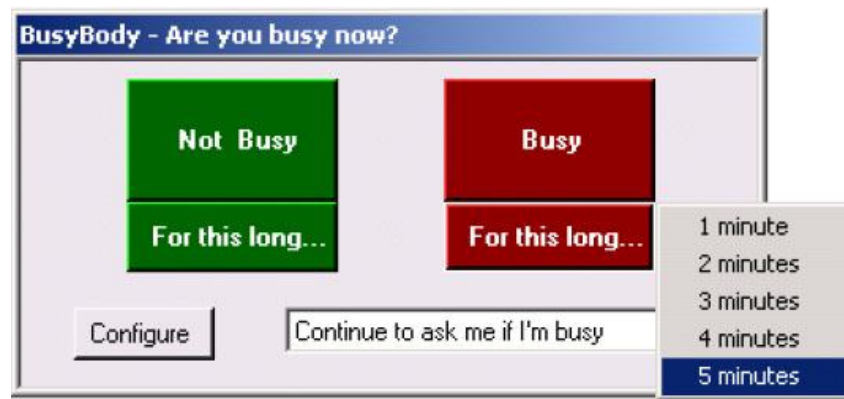 BusyBody - Are you busy now?
Not Busy
Busy
For this long...
For this long...
1 minute
2 minutes
3 minutes
4 minutes
5 minutes
Configure
Continue to ask me if I'm busy